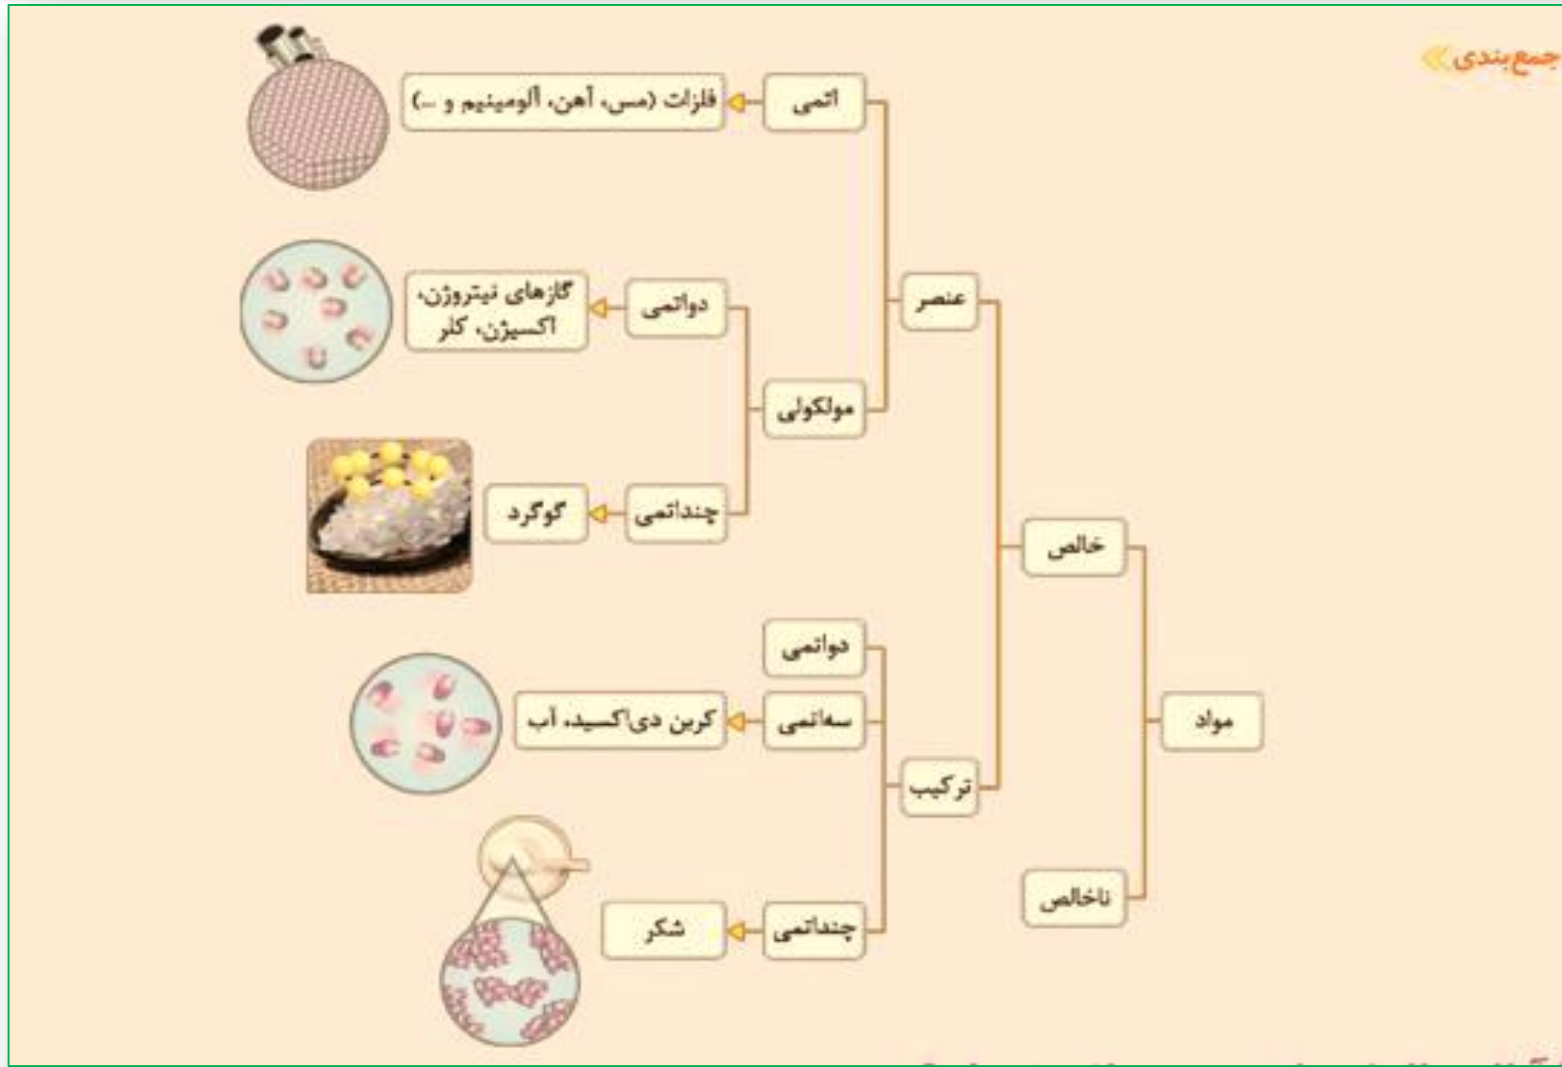 جمع‌بندی
مواد
خالص
ناخالص
عنصر
ترکیب
اتمی
فلزات (مس، آهن، آلومینیم و ...)
مولکولی
دواتمی
گازهای نیتروژن،
اکسیژن، کلر
چنداتمی
گوگرد
دواتمی
سه‌اتمی
کربن دی‌اکسید، آب
چنداتمی
شکر